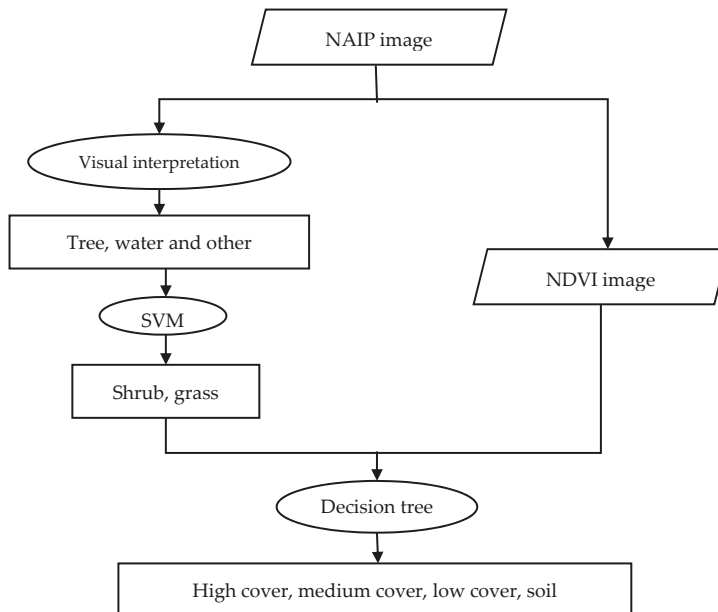 NAIP image
Visual interpretation
Tree, water and other
NDVI image
SVM
Shrub, grass
Decision tree
High cover, medium cover, low cover, soil